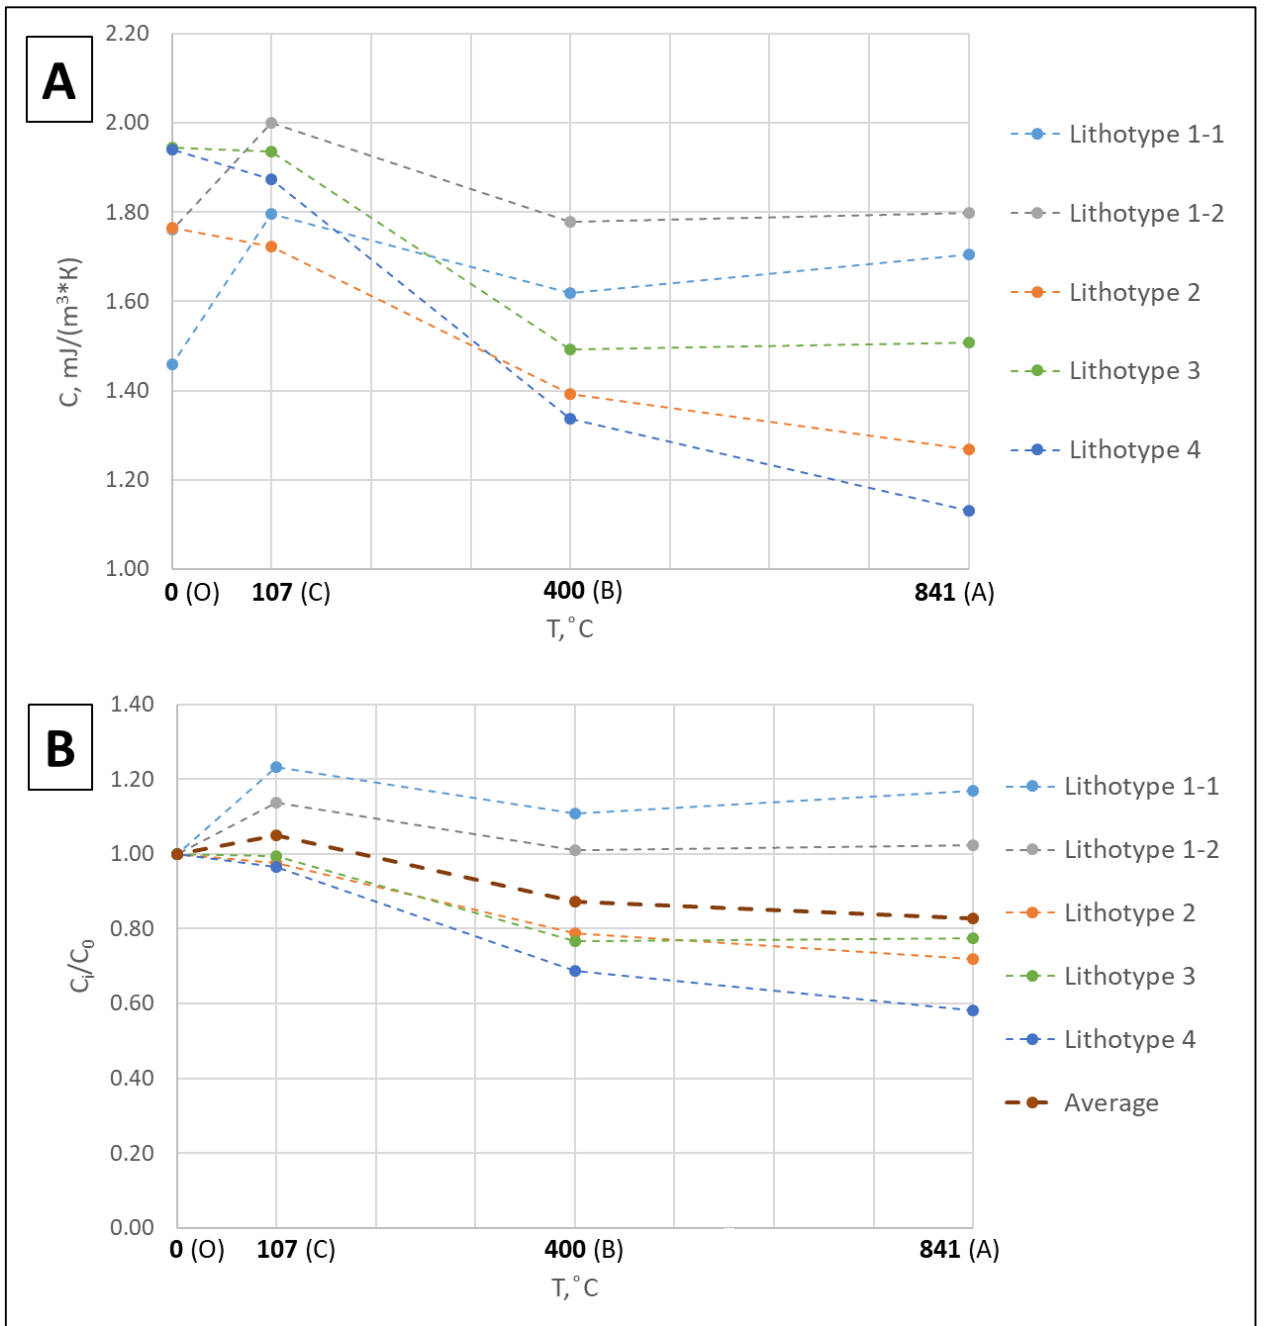 A
2.20
2.00
1.80
1.60
1.40
1.20
1.00
C, mJ/(m³*K)
0 (O) 107 (C) 400 (B) 841 (A)
T,°C
Lithotype 1-1
Lithotype 1-2
Lithotype 2
Lithotype 3
Lithotype 4
B
1.40
1.20
1.00
0.80
0.60
0.40
0.20
0.00
Cᵢ/C₀
0 (O) 107 (C) 400 (B) 841 (A)
T,°C
Lithotype 1-1
Lithotype 1-2
Lithotype 2
Lithotype 3
Lithotype 4
Average